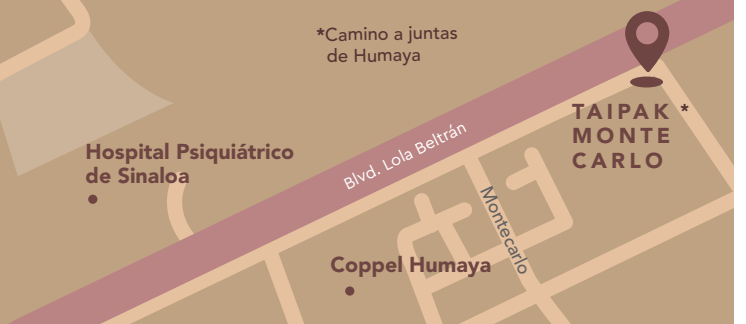 *Camino a juntas
de Humaya
TAIPAK *
MONTE
CARLO
Blvd. Lola Beltrán
Hospital Psiquiátrico
de Sinaloa
Montecarlo
Coppel Humaya